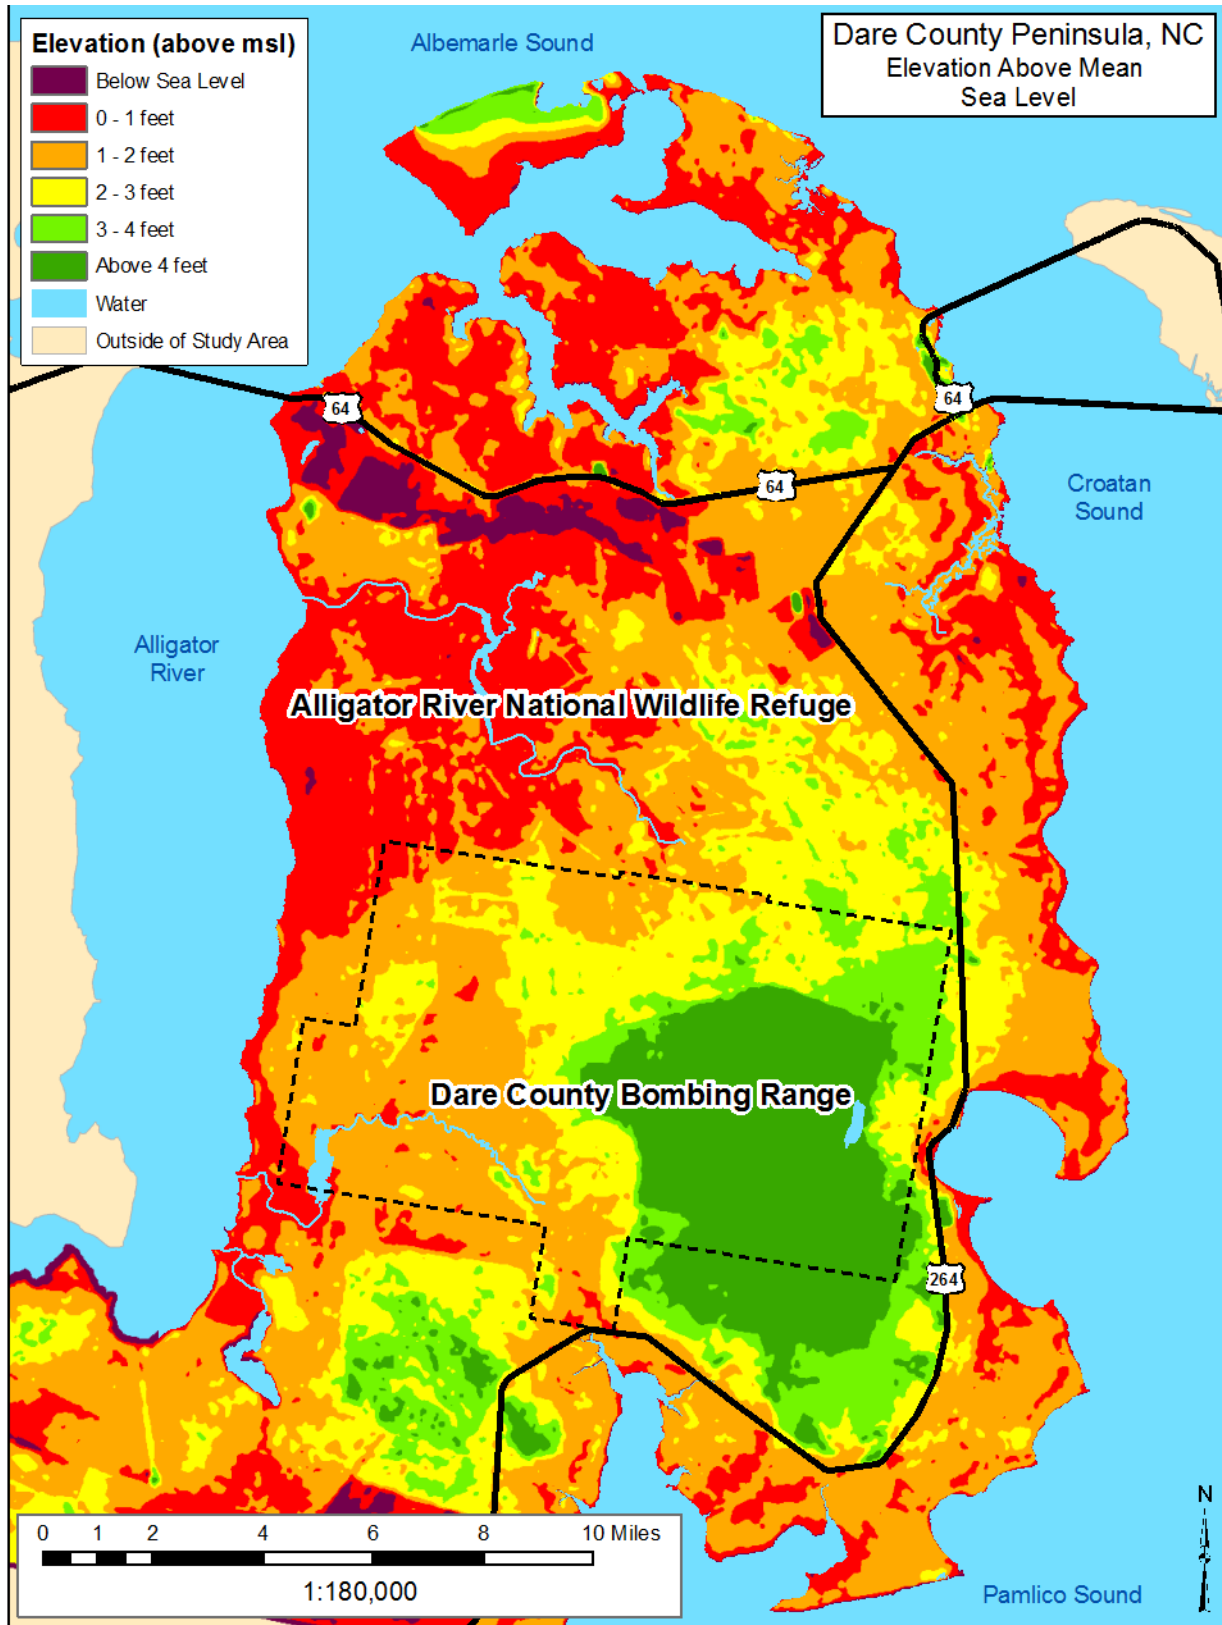 Elevation (above msl)
Below Sea Level
0 - 1 feet
1 - 2 feet
2 - 3 feet
3 - 4 feet
Above 4 feet
Water
Outside of Study Area
Albemarle Sound
Dare County Peninsula, NC
Elevation Above Mean
Sea Level
64
64
64
Croatan
Sound
Alligator
River
Alligator River National Wildlife Refuge
Dare County Bombing Range
264
0 1 2 4 6 8 10 Miles
1:180,000
Pamlico Sound
N